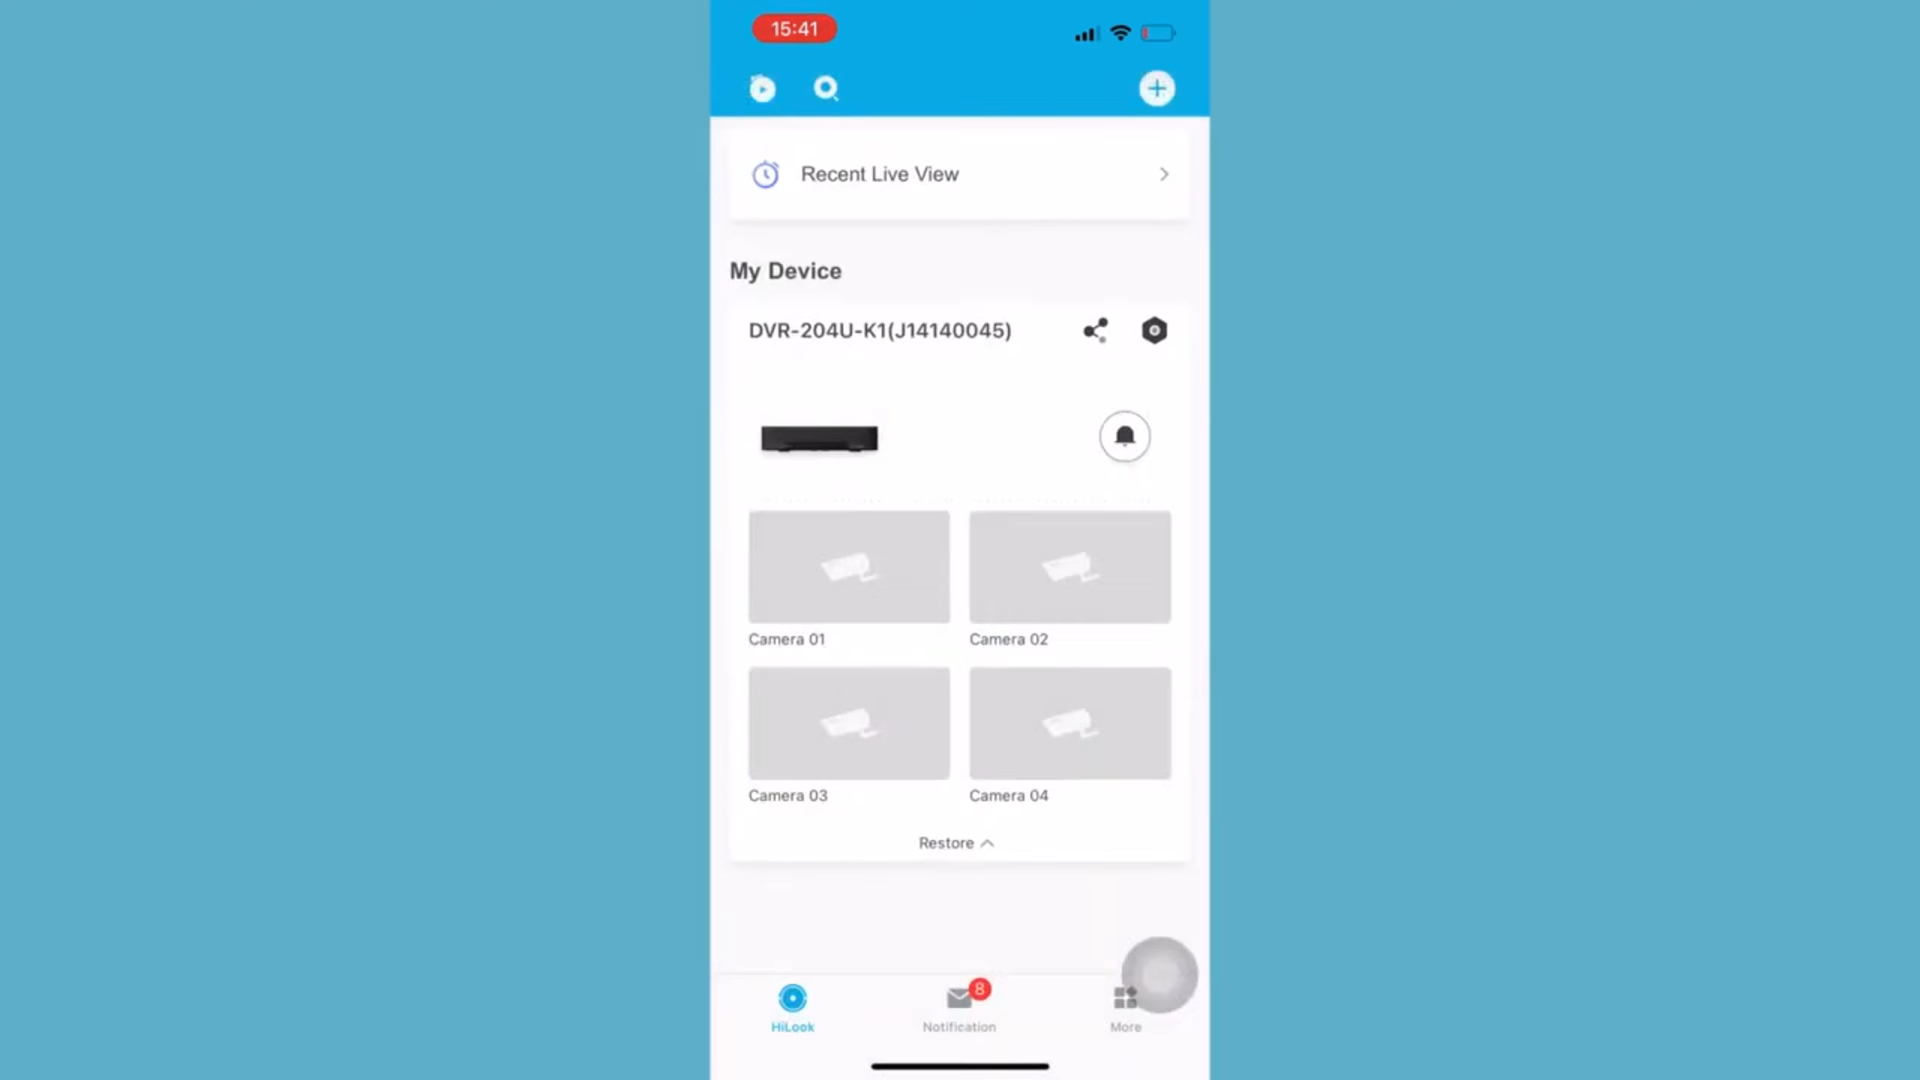 15:41
Recent Live View
My Device
DVR-204U-K1(J14140045)
Camera 01
Camera 02
Camera 03
Camera 04
Restore
8
HiLook
Notification
More